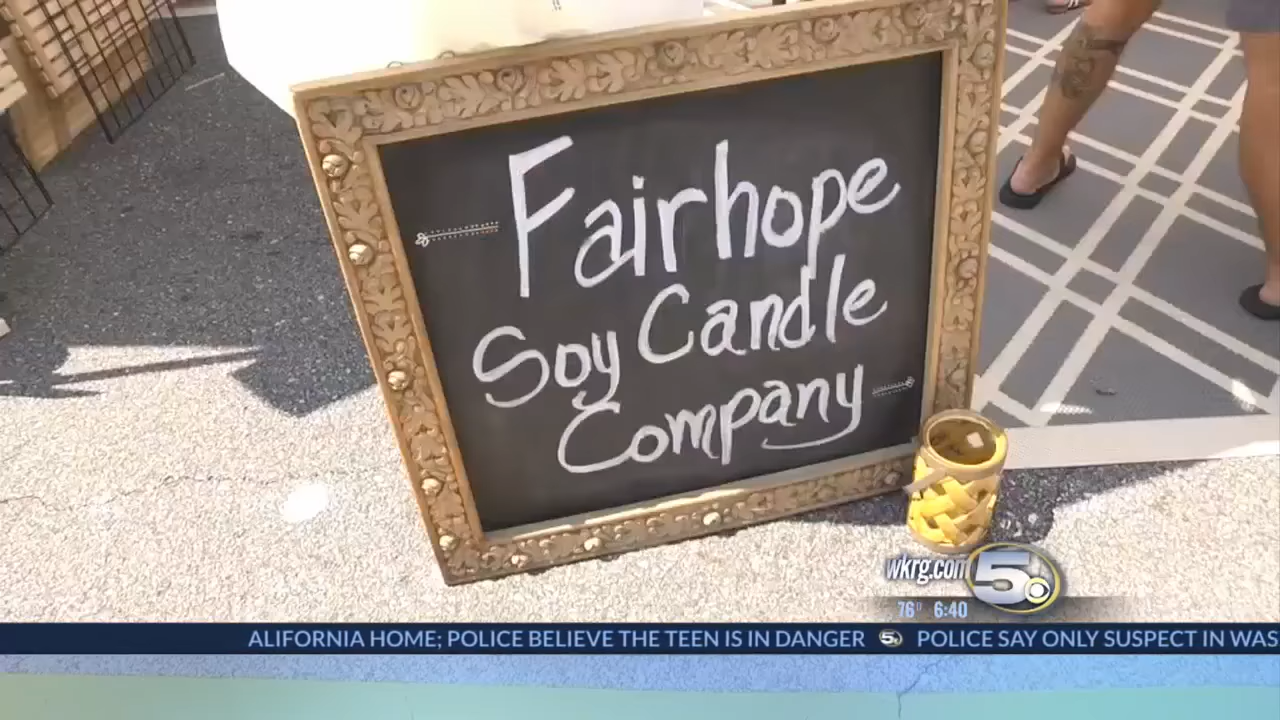 Fairhope
Soy Candle
Company
wkrg.com 5
76° 6:40
ALIFORNIA HOME; POLICE BELIEVE THE TEEN IS IN DANGER 5 POLICE SAY ONLY SUSPECT IN WAS